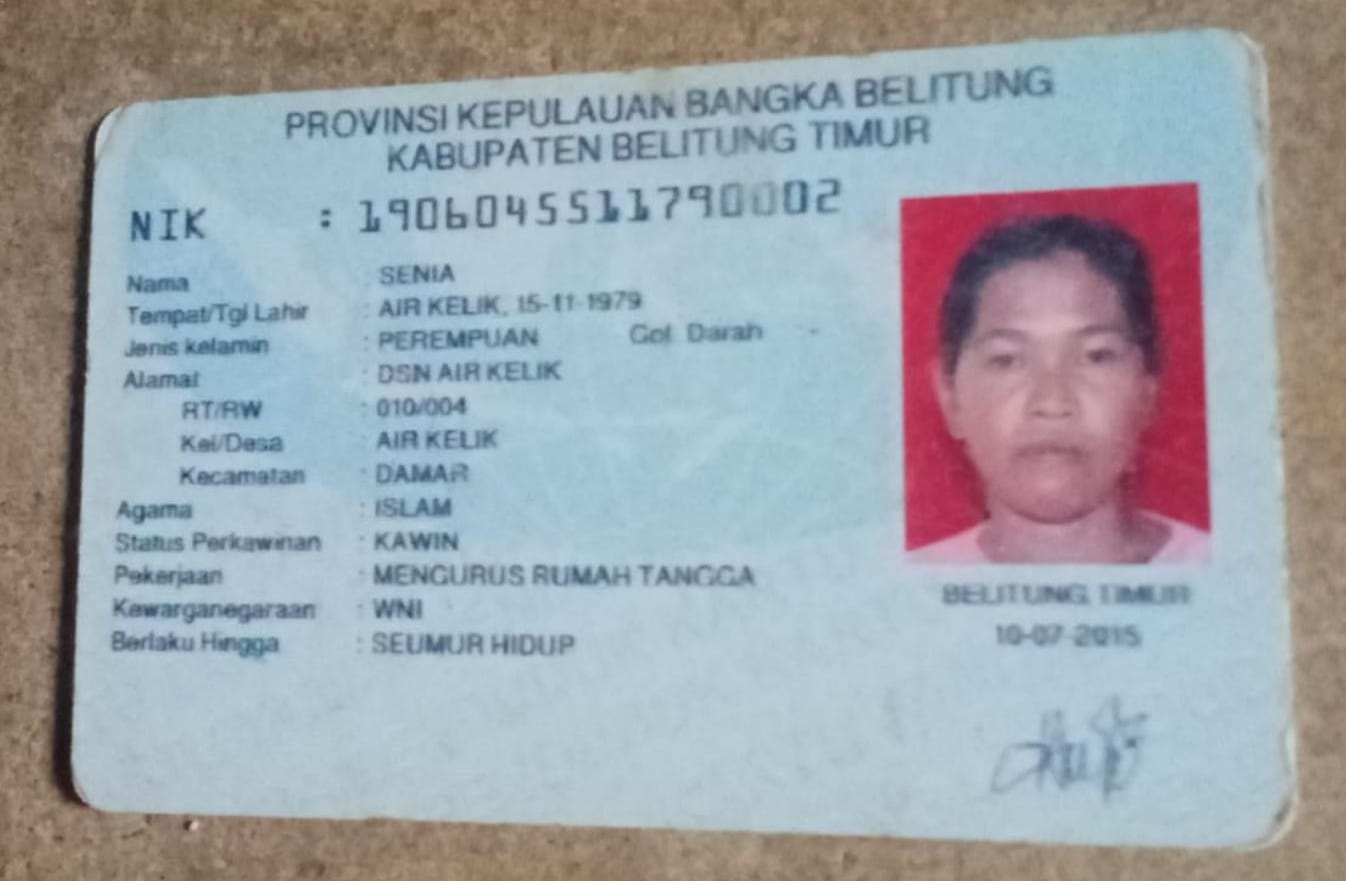 PROVINSI KEPULAUAN BANGKA BELITUNG
KABUPATEN BELITUNG TIMUR
NIK : 1906045511790002
Nama : SENIA
Tempat/Tgl Lahir : AIR KELIK, 15-11-1979
Jenis kelamin : PEREMPUAN Gol. Darah -
Alamat : DSN AIR KELIK
RT/RW : 010/004
Kel/Desa : AIR KELIK
Kecamatan : DAMAR
Agama : ISLAM
Status Perkawinan : KAWIN
Pekerjaan : MENGURUS RUMAH TANGGA
Kewarganegaraan : WNI
Berlaku Hingga : SEUMUR HIDUP
BELITUNG TIMUR
10-07-2015